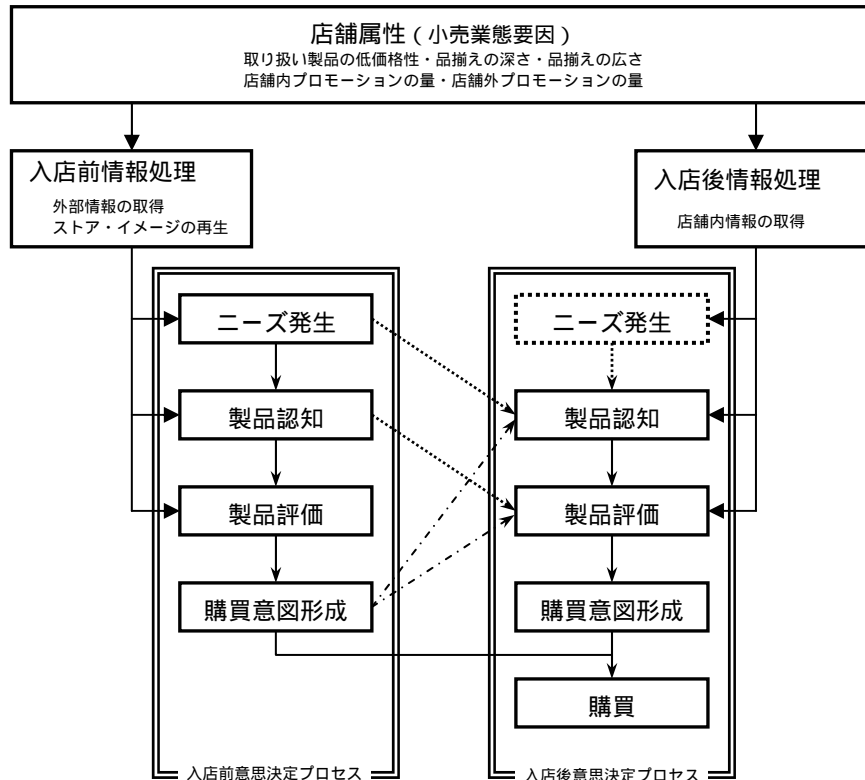 店舗属性（小売業態要因）
取り扱い製品の低価格性・品揃えの深さ・品揃えの広さ
店舗内プロモーションの量・店舗外プロモーションの量
入店前情報処理
外部情報の取得
ストア・イメージの再生
入店後情報処理
店舗内情報の取得
ニーズ発生
製品認知
製品評価
購買意図形成
入店前意思決定プロセス
ニーズ発生
製品認知
製品評価
購買意図形成
購買
入店後意思決定プロセス